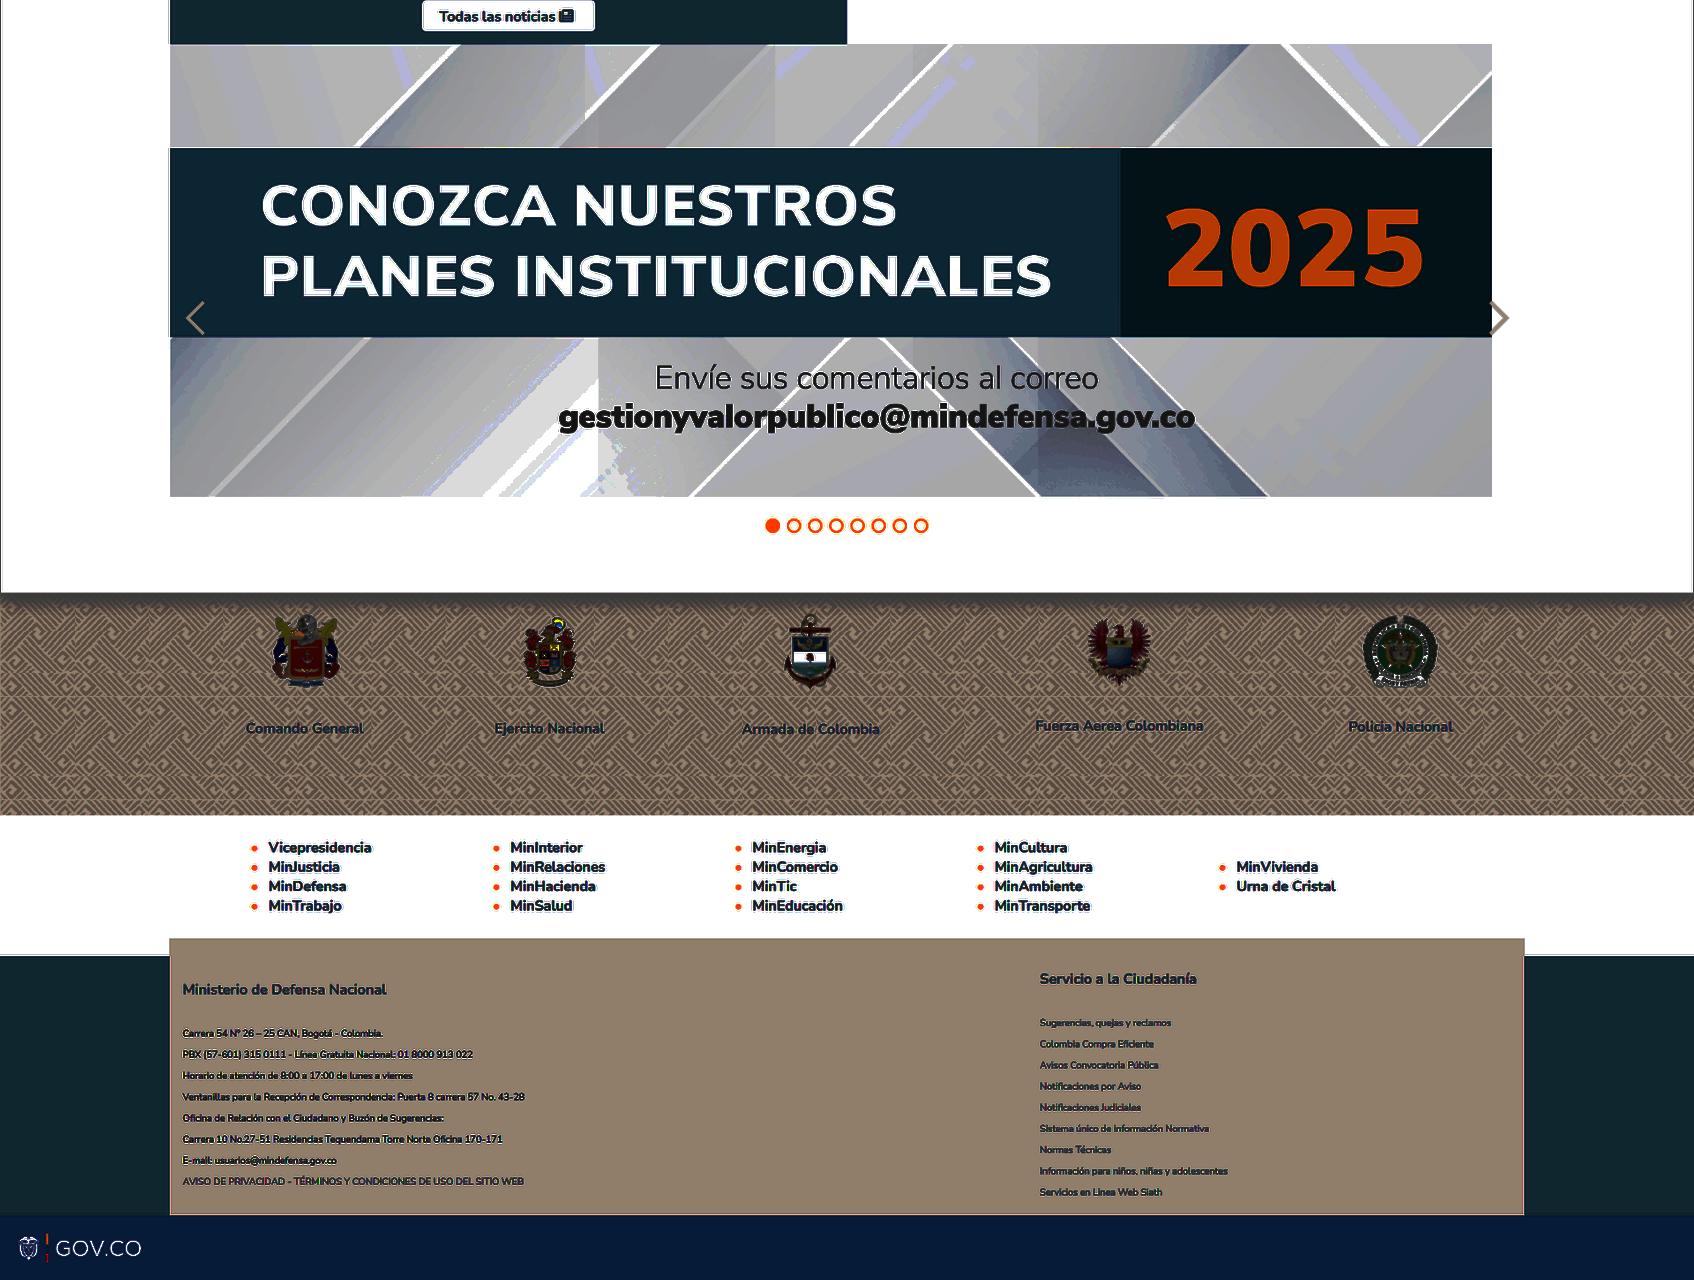 Todas las noticias
CONOZCA NUESTROS
PLANES INSTITUCIONALES
2025
Envíe sus comentarios al correo
gestionyvalorpublico@mindefensa.gov.co
Comando General
Ejercito Nacional
Armada de Colombia
Fuerza Aerea Colombiana
Policia Nacional
Vicepresidencia
MinJusticia
MinDefensa
MinTrabajo
MinInterior
MinRelaciones
MinHacienda
MinSalud
MinEnergia
MinComercio
MinTic
MinEducación
MinCultura
MinAgricultura
MinAmbiente
MinTransporte
MinVivienda
Urna de Cristal
Ministerio de Defensa Nacional
Carrera 54 Nº 26 – 25 CAN, Bogotá - Colombia.
PBX (57-601) 315 0111 - Línea Gratuita Nacional: 01 8000 913 022
Horario de atención de 8:00 a 17:00 de lunes a viernes
Ventanillas para la Recepción de Correspondencia: Puerta 8 carrera 57 No. 43-28
Oficina de Relación con el Ciudadano y Buzón de Sugerencias:
Carrera 10 No.27-51 Residencias Tequendama Torre Norte Oficina 170-171
E-mail: usuarios@mindefensa.gov.co
AVISO DE PRIVACIDAD - TÉRMINOS Y CONDICIONES DE USO DEL SITIO WEB
Servicio a la Ciudadanía
Sugerencias, quejas y reclamos
Colombia Compra Eficiente
Avisos Convocatoria Pública
Notificaciones por Aviso
Notificaciones Judiciales
Sistema único de Información Normativa
Normas Técnicas
Información para niños, niñas y adolescentes
Servicios en Linea Web Siath
GOV.CO